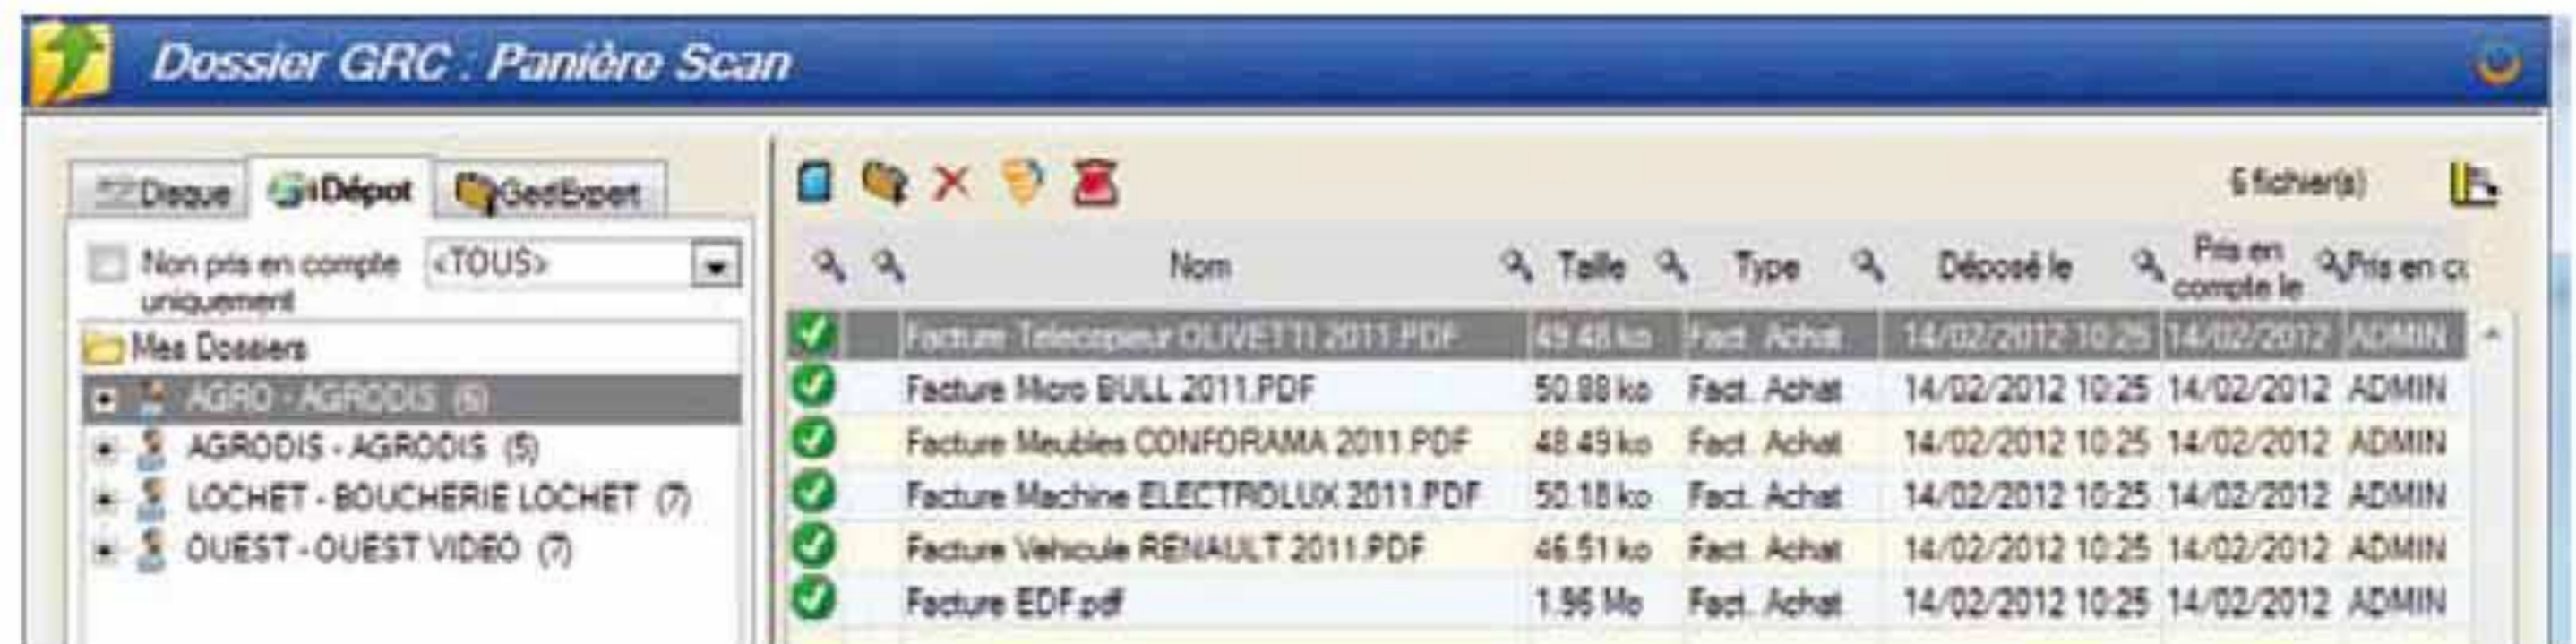 Dossier GRC : Panière Scan
Disque iDépot GedExpert
Non pris en compte uniquement <TOUS>
Mes Dossiers
AGRO - AGRODIS (6)
AGRODIS - AGRODIS (5)
LOCHET - BOUCHERIE LOCHET (7)
OUEST - OUEST VIDEO (7)
6 fichier(s)
Nom Taille Type Déposé le Pris en compte le Pris en co
Facture Telecopieur OLIVETTI 2011.PDF 49.48 ko Fact. Achat 14/02/2012 10:25 14/02/2012 ADMIN
Facture Micro BULL 2011.PDF 50.88 ko Fact. Achat 14/02/2012 10:25 14/02/2012 ADMIN
Facture Meubles CONFORAMA 2011.PDF 48.49 ko Fact. Achat 14/02/2012 10:25 14/02/2012 ADMIN
Facture Machine ELECTROLUX 2011.PDF 50.18 ko Fact. Achat 14/02/2012 10:25 14/02/2012 ADMIN
Facture Vehicule RENAULT 2011.PDF 46.51 ko Fact. Achat 14/02/2012 10:25 14/02/2012 ADMIN
Facture EDF.pdf 1.96 Mo Fact. Achat 14/02/2012 10:25 14/02/2012 ADMIN